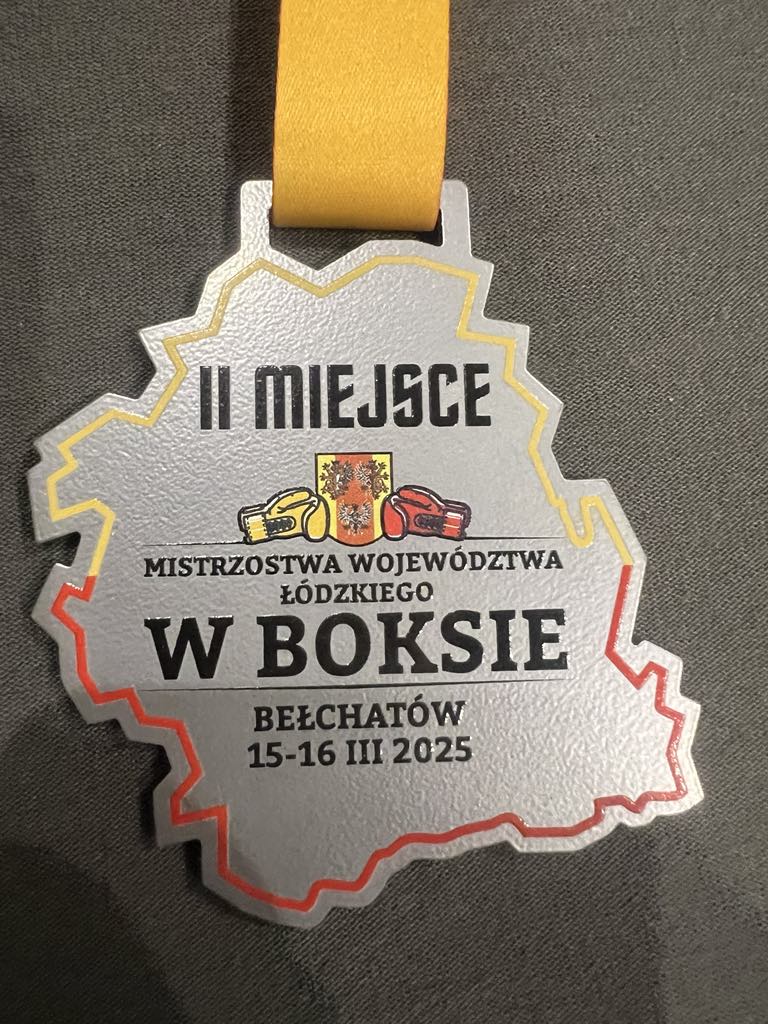 II MIEJSCE
MISTRZOSTWA WOJEWÓDZTWA
ŁÓDZKIEGO
W BOKSIE
BEŁCHATÓW
15-16 III 2025